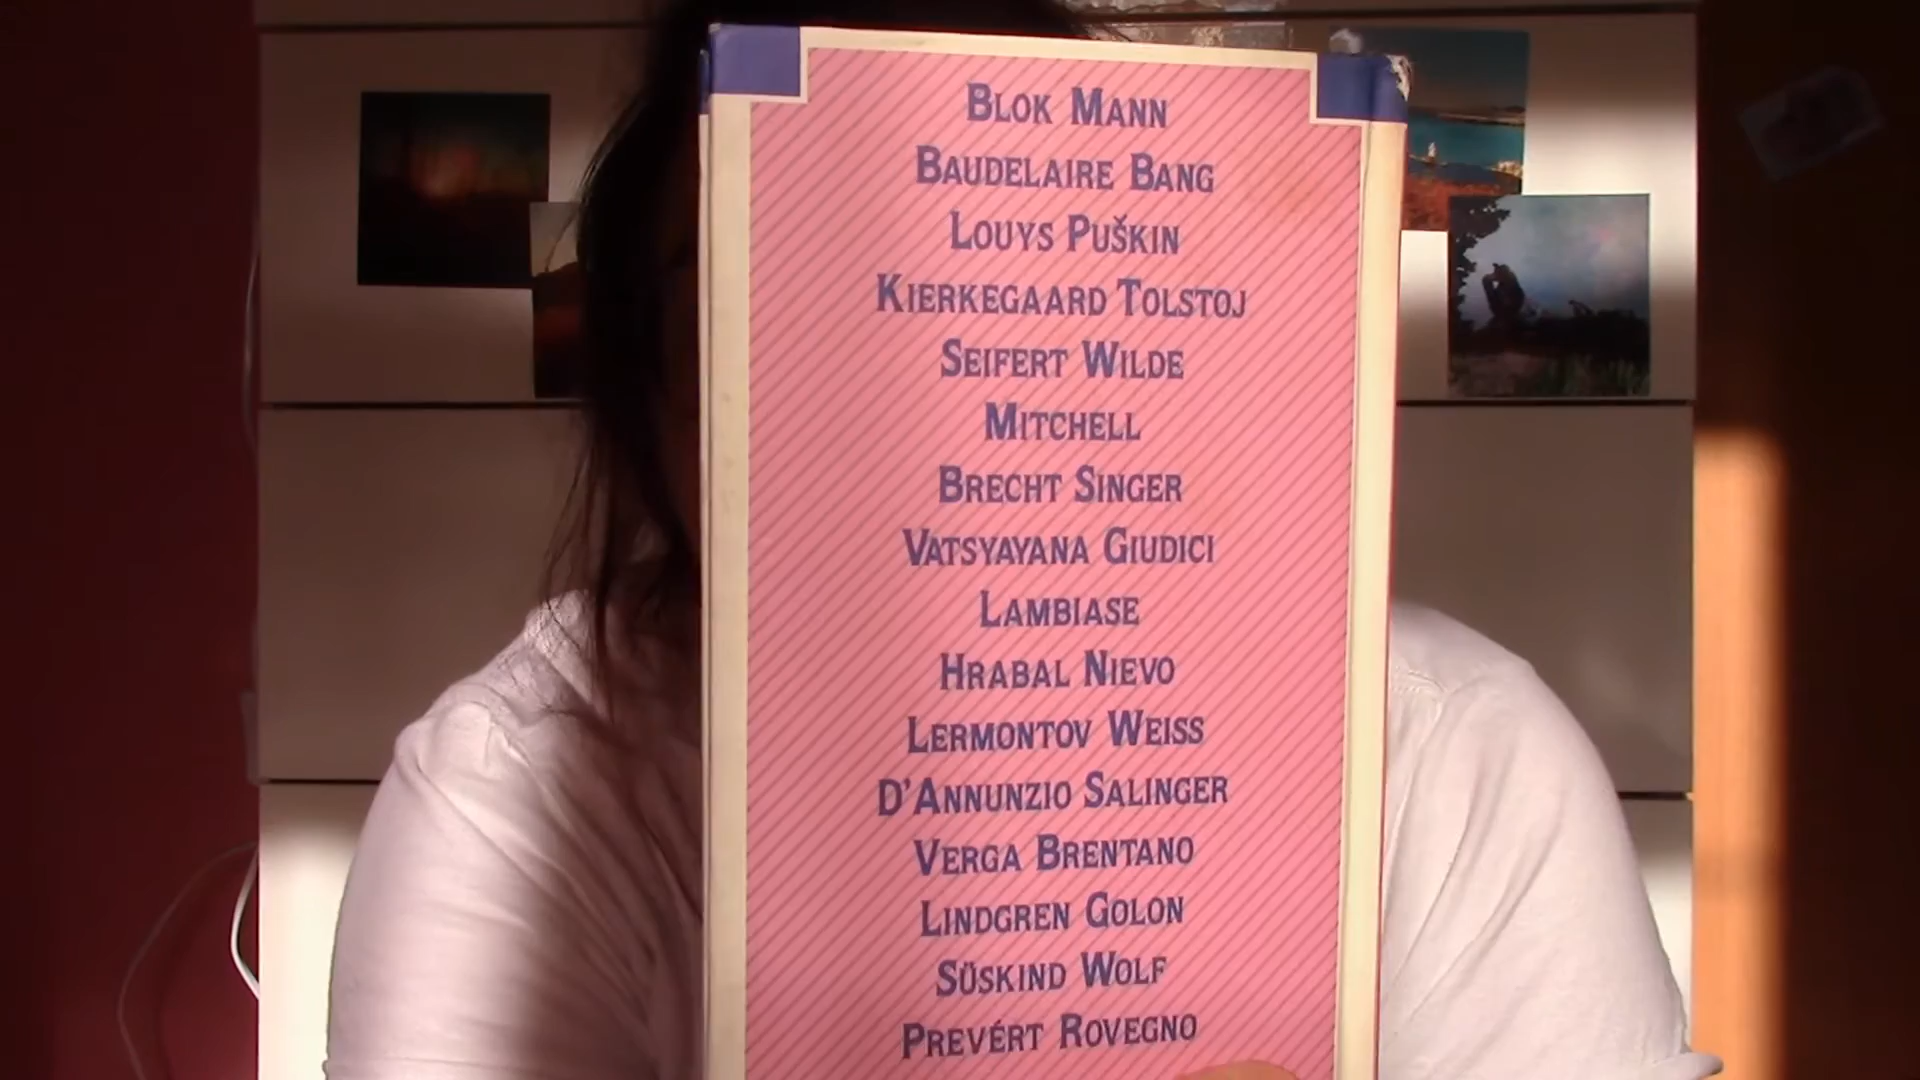 BLOK MANN
BAUDELAIRE BANG
LOUYS PUŠKIN
KIERKEGAARD TOLSTOJ
SEIFERT WILDE
MITCHELL
BRECHT SINGER
VATSYAYANA GIUDICI
LAMBIASE
HRABAL NIEVO
LERMONTOV WEISS
D'ANNUNZIO SALINGER
VERGA BRENTANO
LINDGREN GOLON
SÜSKIND WOLF
PREVÉRT ROVEGNO